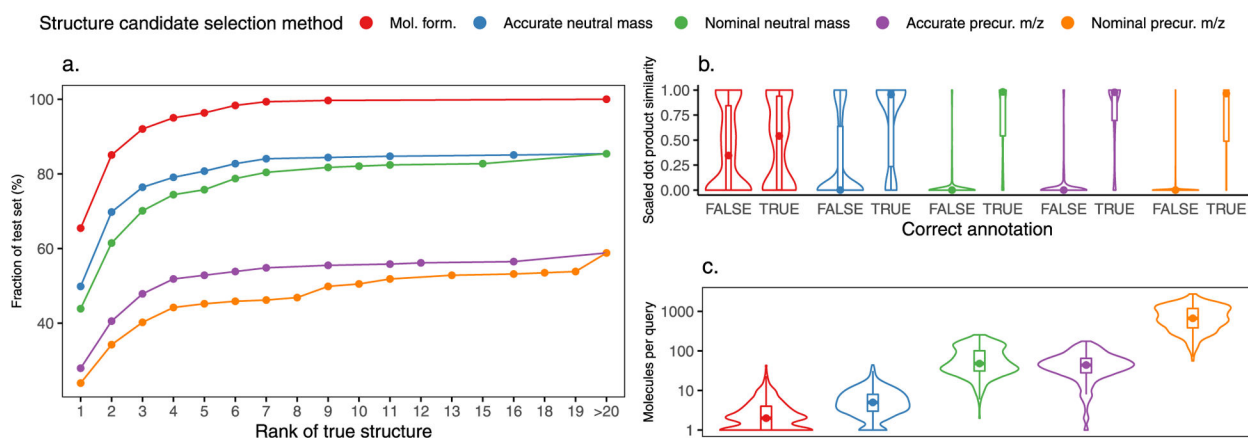 Structure candidate selection method Mol. form. Accurate neutral mass Nominal neutral mass Accurate precur. m/z Nominal precur. m/z
a.
Fraction of test set (%)
100
80
60
40
1 2 3 4 5 6 7 8 9 10 11 12 13 15 16 18 19 >20
Rank of true structure
b.
Scaled dot product similarity
1.00
0.75
0.50
0.25
0.00
FALSE TRUE FALSE TRUE FALSE TRUE FALSE TRUE FALSE TRUE
Correct annotation
c.
Molecules per query
1000
100
10
1